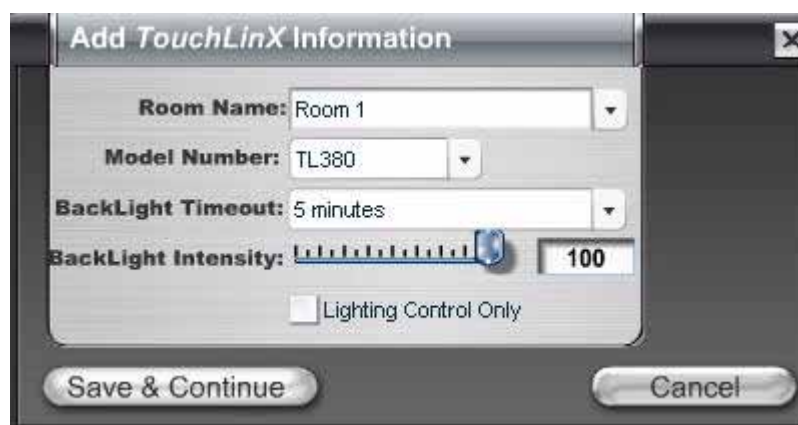 Add TouchLinX Information
Room Name: Room 1
Model Number: TL380
BackLight Timeout: 5 minutes
BackLight Intensity: 100
Lighting Control Only
Save & Continue Cancel